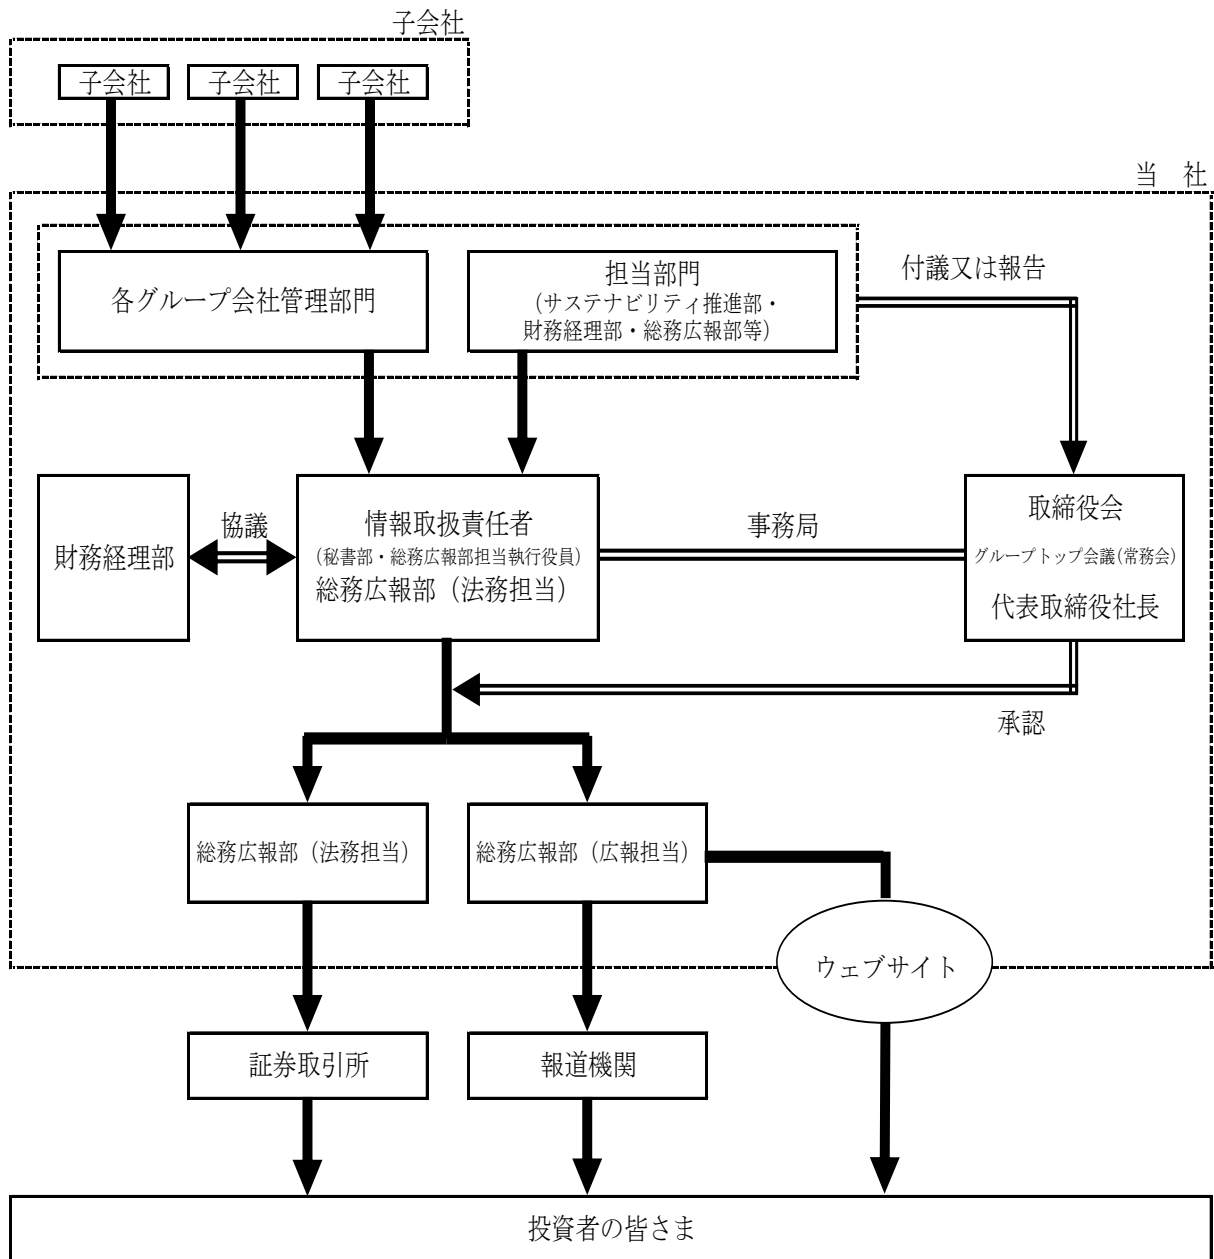 子会社
子会社
子会社
子会社
当　社
各グループ会社管理部門
担当部門
（サステナビリティ推進部・
財務経理部・総務広報部等）
付議又は報告
財務経理部
協議
情報取扱責任者
（秘書部・総務広報部担当執行役員）
総務広報部（法務担当）
事務局
取締役会
グループトップ会議（常務会）
代表取締役社長
承認
総務広報部（法務担当）
総務広報部（広報担当）
ウェブサイト
証券取引所
報道機関
投資者の皆さま